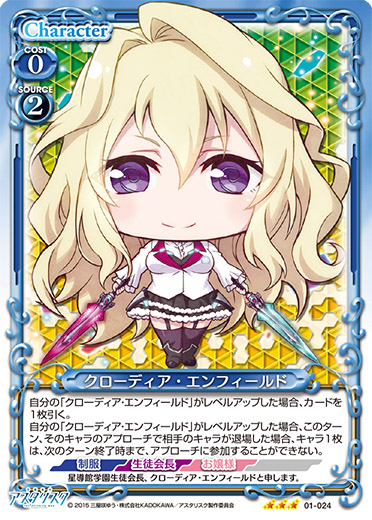 Character
COST
0
SOURCE
2
クローディア・エンフィールド
自分の「クローディア・エンフィールド」がレベルアップした場合、カードを
1枚引く。
自分の「クローディア・エンフィールド」がレベルアップした場合、このター
ン、そのキャラのアプローチで相手のキャラが退場した場合、キャラ1枚
は、次のターン終了時まで、アプローチに参加することができない。
制服 生徒会長 お嬢様
星導館学園生徒会長、クローディア・エンフィールドと申します。
学戦都市
アスタリスク
© 2015 三屋咲ゆう・株式会社KADOKAWA/アスタリスク製作委員会
★★★ 01-024